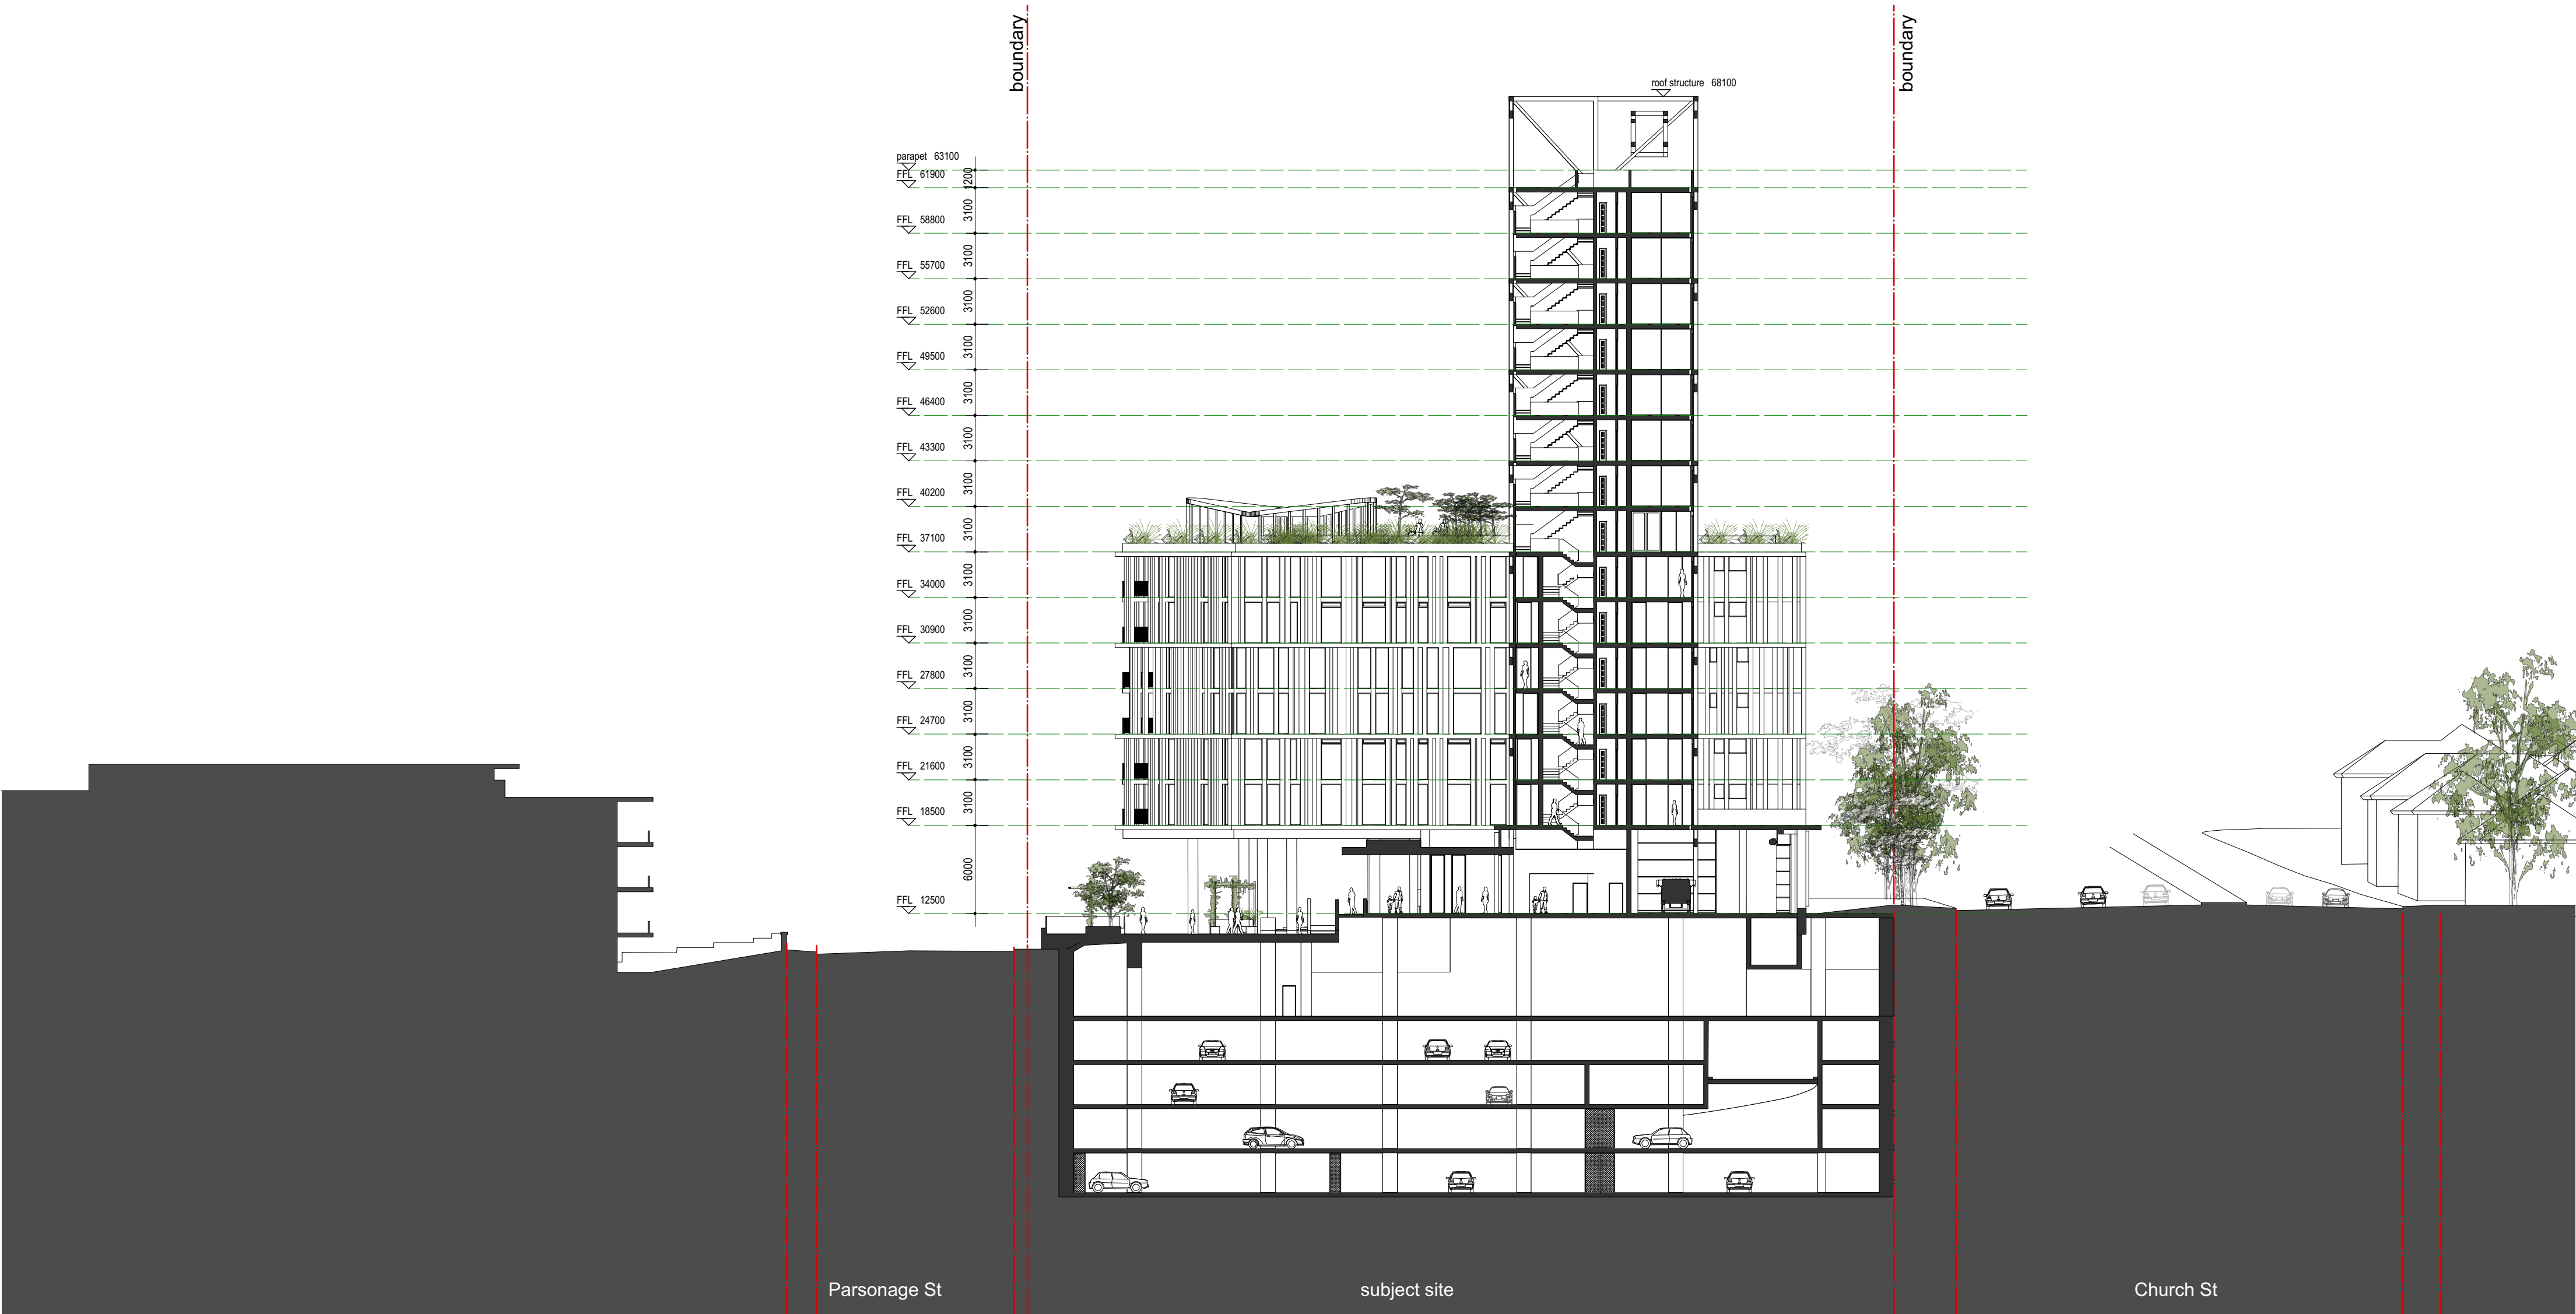 boundary
boundary
roof structure 68100
parapet 63100
1200
FFL 61900
3100
FFL 58800
3100
FFL 55700
3100
FFL 52600
3100
FFL 49500
3100
FFL 46400
3100
FFL 43300
3100
FFL 40200
3100
FFL 37100
3100
FFL 34000
3100
FFL 30900
3100
FFL 27800
3100
FFL 24700
3100
FFL 21600
3100
FFL 18500
6000
FFL 12500
Parsonage St
subject site
Church St